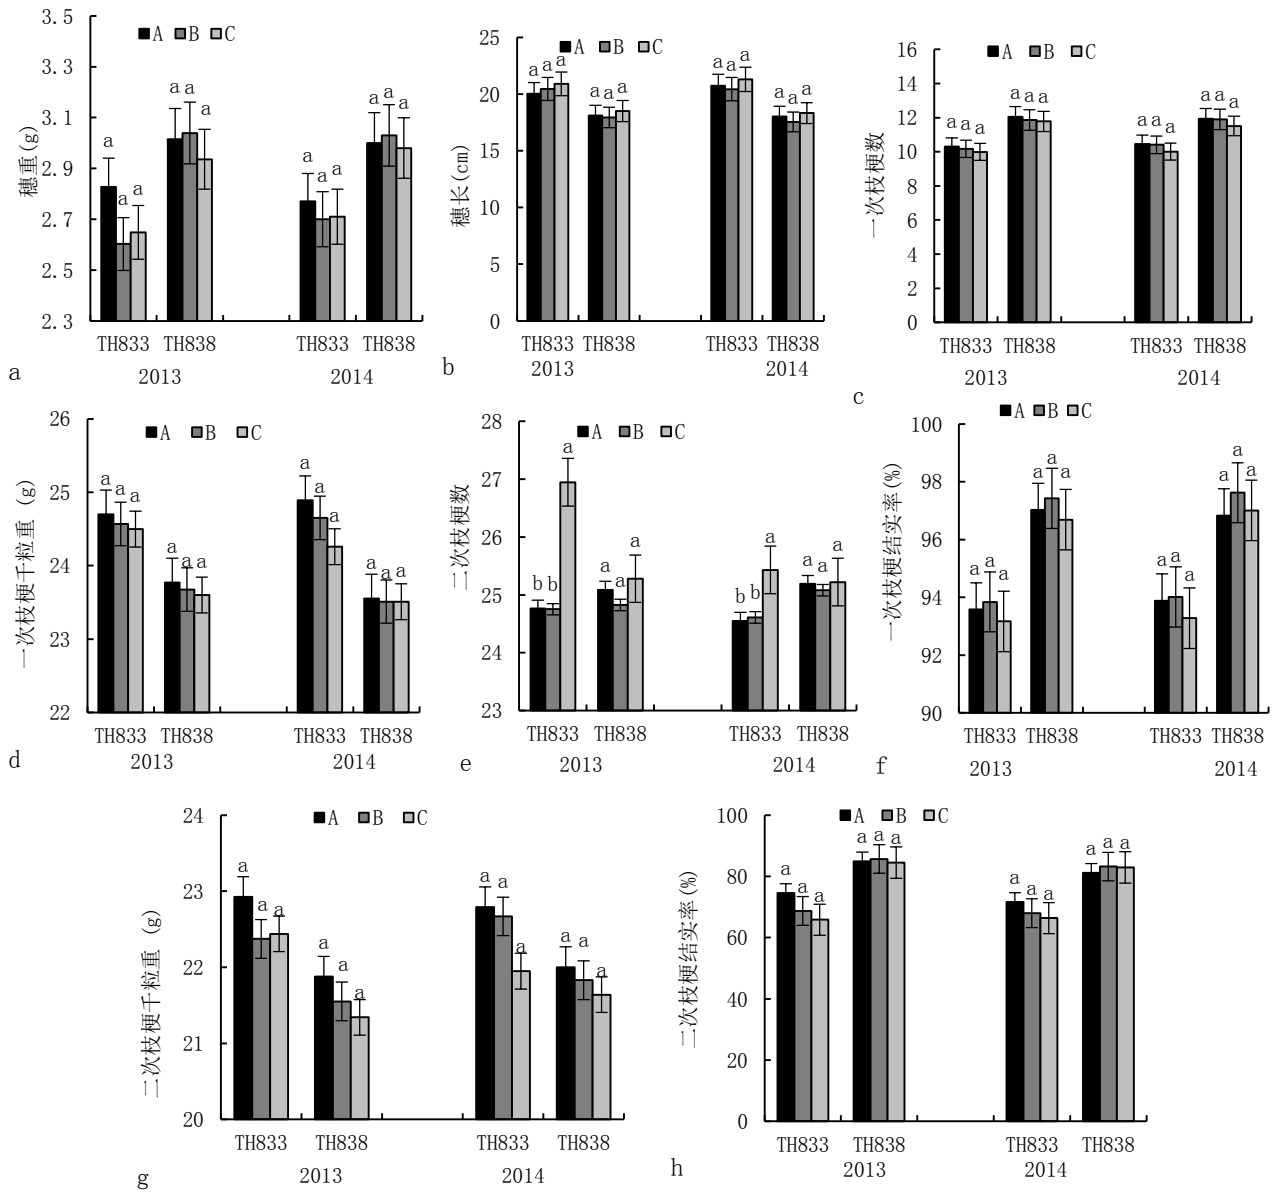 穗重(g)
3.5
3.3
3.1
2.9
2.7
2.5
2.3
A B C
a a a a a a a a a a a a
TH833 TH838 TH833 TH838
2013 2014
a
穗长(cm)
25
20
15
10
5
0
A B C
a a a a a a a a a a a a
TH833 TH838 TH833 TH838
2013 2014
b
一次枝梗数
16
14
12
10
8
6
4
2
0
A B C
a a a a a a a a a a a a
TH833 TH838 TH833 TH838
2013 2014
c
一次枝梗千粒重 (g)
26
25
24
23
22
A B C
a a a a a a a a a a a a
TH833 TH838 TH833 TH838
2013 2014
d
二次枝梗数
28
27
26
25
24
23
A B C
b b a a a a b b a a a a
TH833 TH838 TH833 TH838
2013 2014
e
一次枝梗结实率(%)
100
98
96
94
92
90
A B C
a a a a a a a a a a a a
TH833 TH838 TH833 TH838
2013 2014
f
二次枝梗千粒重 (g)
24
23
22
21
20
A B C
a a a a a a a a a a a a
TH833 TH838 TH833 TH838
2013 2014
g
二次枝梗结实率(%)
100
80
60
40
20
0
A B C
a a a a a a a a a a a a
TH833 TH838 TH833 TH838
2013 2014
h